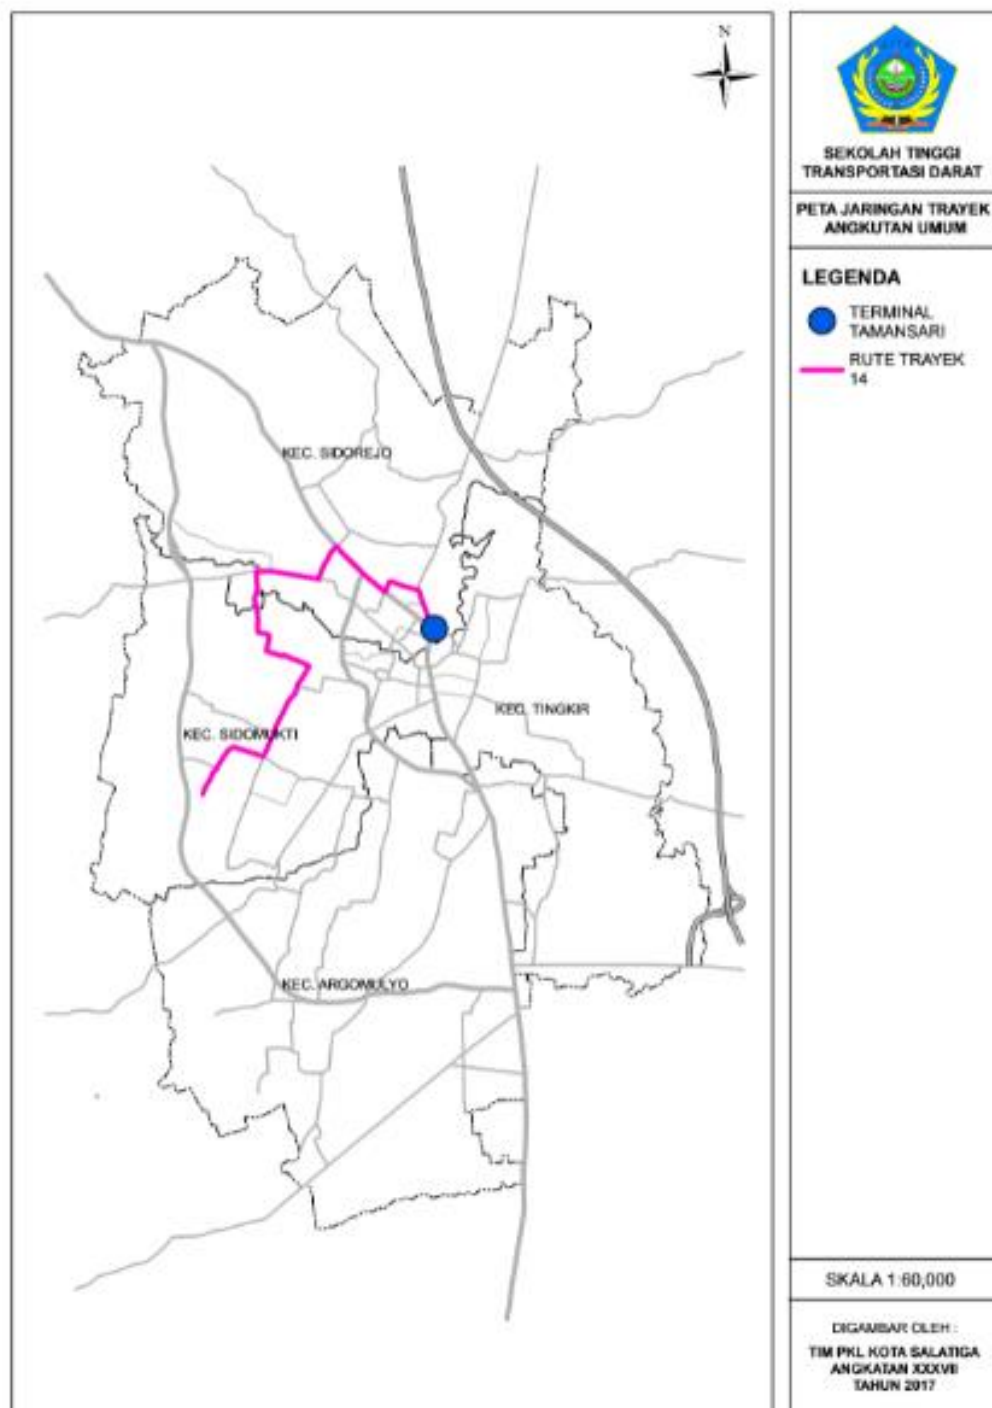 N
SEKOLAH TINGGI
TRANSPORTASI DARAT
PETA JARINGAN TRAYEK
ANGKUTAN UMUM
LEGENDA
TERMINAL
TAMANSARI
RUTE TRAYEK
14
KEC. SIDOREJO
KEC. TINGKIR
KEC. SIDOMUKTI
KEC. ARGOMULYO
SKALA 1:60,000
DIGAMBAR OLEH :
TIM PKL KOTA SALATIGA
ANGKATAN XXXVII
TAHUN 2017